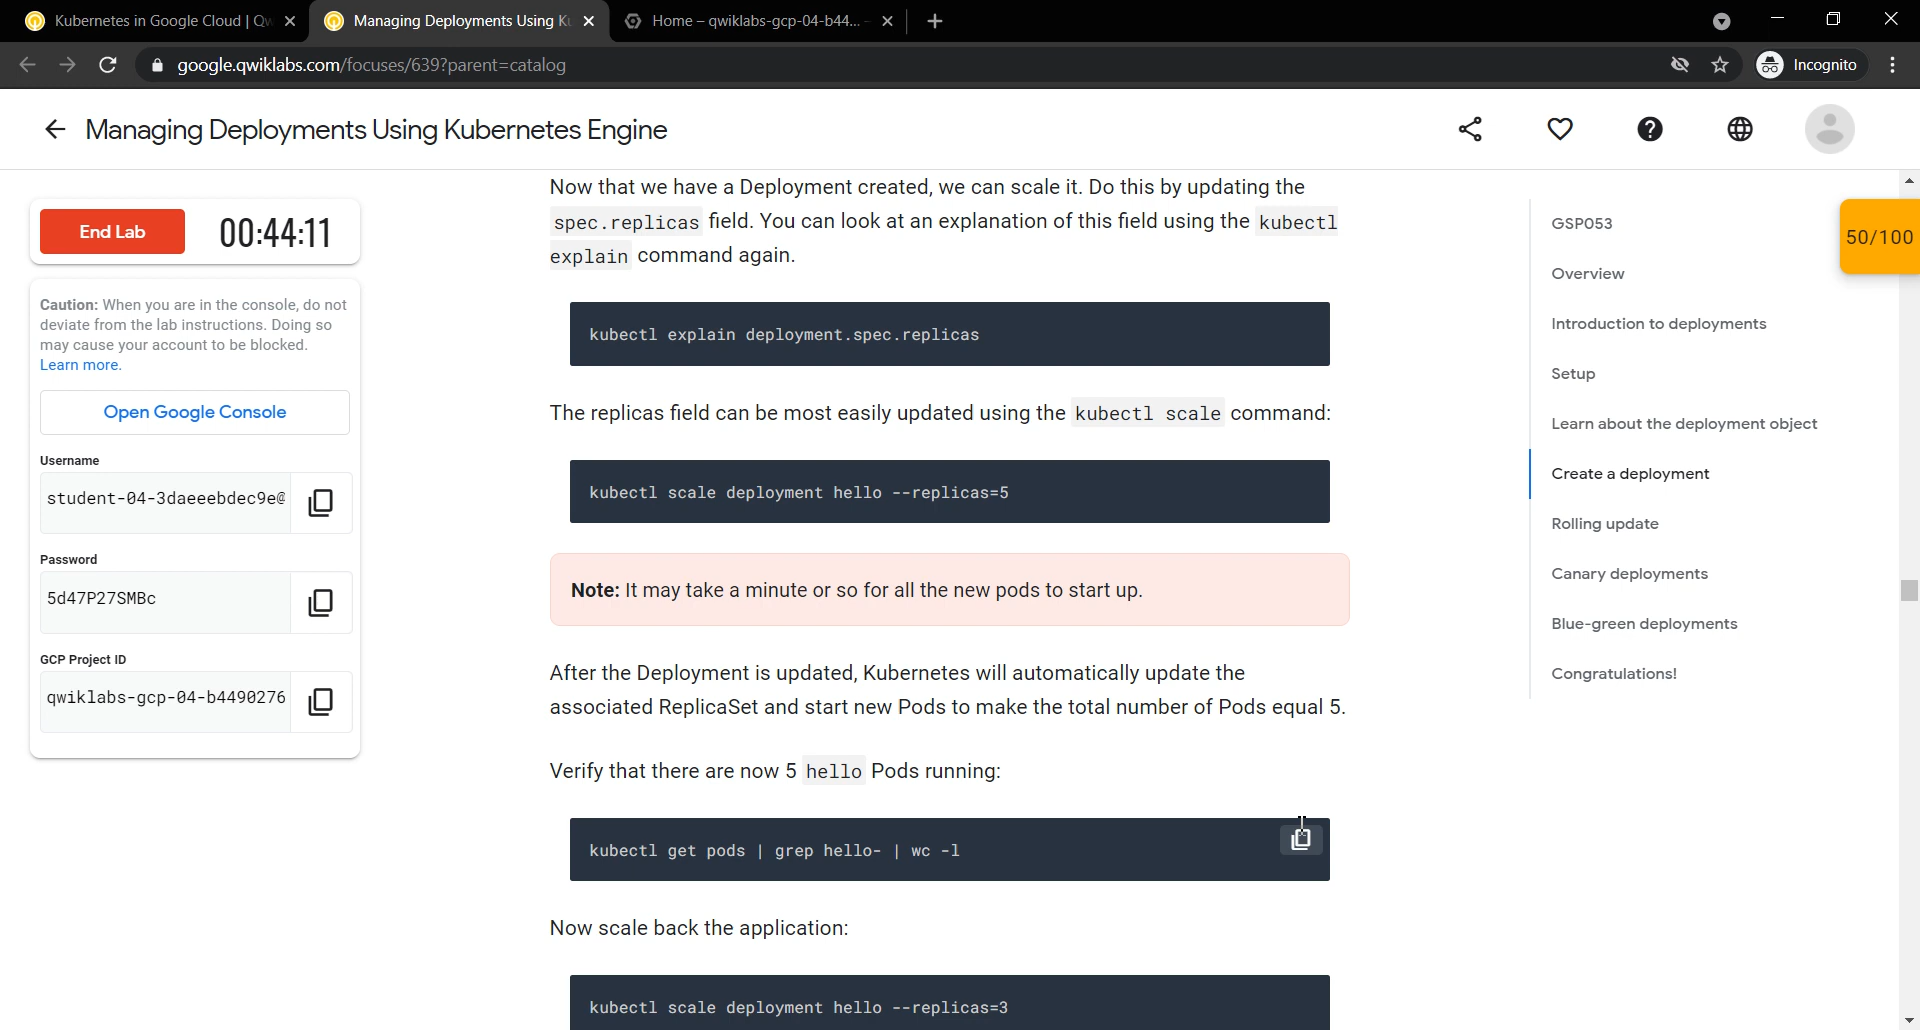 Kubernetes in Google Cloud | Qw
Managing Deployments Using Ku
Home – qwiklabs-gcp-04-b44...
google.qwiklabs.com/focuses/639?parent=catalog
Incognito
Managing Deployments Using Kubernetes Engine
End Lab
00:44:11
Caution: When you are in the console, do not
deviate from the lab instructions. Doing so
may cause your account to be blocked.
Learn more.
Open Google Console
Username
student-04-3daeeebdec9e@
Password
5d47P27SMBc
GCP Project ID
qwiklabs-gcp-04-b4490276
Now that we have a Deployment created, we can scale it. Do this by updating the
spec.replicas field. You can look at an explanation of this field using the kubectl
explain command again.
kubectl explain deployment.spec.replicas
The replicas field can be most easily updated using the kubectl scale command:
kubectl scale deployment hello --replicas=5
Note: It may take a minute or so for all the new pods to start up.
After the Deployment is updated, Kubernetes will automatically update the
associated ReplicaSet and start new Pods to make the total number of Pods equal 5.
Verify that there are now 5 hello Pods running:
kubectl get pods | grep hello- | wc -l
Now scale back the application:
kubectl scale deployment hello --replicas=3
GSP053
Overview
Introduction to deployments
Setup
Learn about the deployment object
Create a deployment
Rolling update
Canary deployments
Blue-green deployments
Congratulations!
50/100